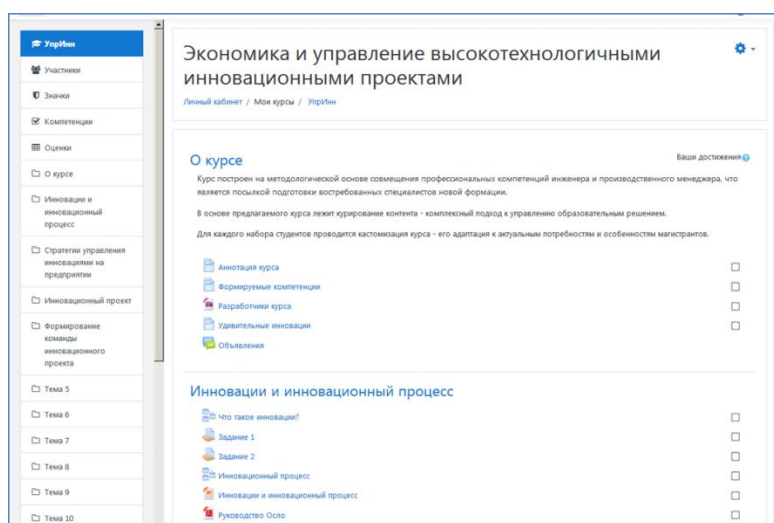 УпрИнн
Участники
Значки
Компетенции
Оценки
О курсе
Инновации и
инновационный
процесс
Стратегии управления
инновациями на
предприятии
Инновационный проект
Формирование
команды
инновационного
проекта
Тема 5
Тема 6
Тема 7
Тема 8
Тема 9
Тема 10
Экономика и управление высокотехнологичными
инновационными проектами
Личный кабинет / Мои курсы / УпрИнн
О курсе
Ваши достижения
Курс построен на методологической основе совмещения профессиональных компетенций инженера и производственного менеджера, что
является посылкой подготовки востребованных специалистов новой формации.
В основе предлагаемого курса лежит курирование контента - комплексный подход к управлению образовательным решением.
Для каждого набора студентов проводится кастомизация курса - его адаптация к актуальным потребностям и особенностям магистрантов.
Аннотация курса
Формируемые компетенции
Разработчики курса
Удивительные инновации
Объявления
Инновации и инновационный процесс
Что такое инновации?
Задание 1
Задание 2
Инновационный процесс
Инновации и инновационный процесс
Руководство Осло